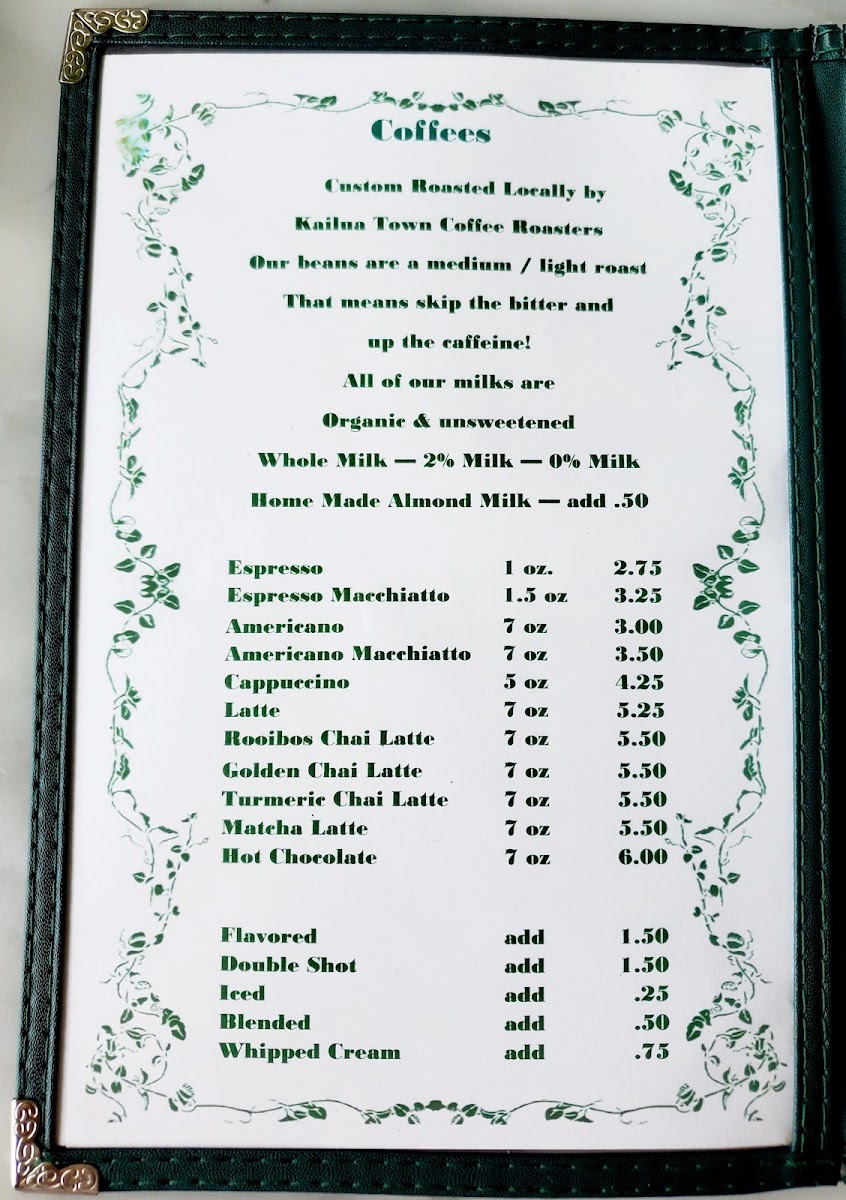 Coffees
Custom Roasted Locally by
Kailua Town Coffee Roasters
Our beans are a medium / light roast
That means skip the bitter and
up the caffeine!
All of our milks are
Organic & unsweetened
Whole Milk — 2% Milk — 0% Milk
Home Made Almond Milk — add .50
Espresso 1 oz. 2.75
Espresso Macchiatto 1.5 oz 3.25
Americano 7 oz 3.00
Americano Macchiatto 7 oz 3.50
Cappuccino 5 oz 4.25
Latte 7 oz 5.25
Rooibos Chai Latte 7 oz 5.50
Golden Chai Latte 7 oz 5.50
Turmeric Chai Latte 7 oz 5.50
Matcha Latte 7 oz 5.50
Hot Chocolate 7 oz 6.00
Flavored add 1.50
Double Shot add 1.50
Iced add .25
Blended add .50
Whipped Cream add .75